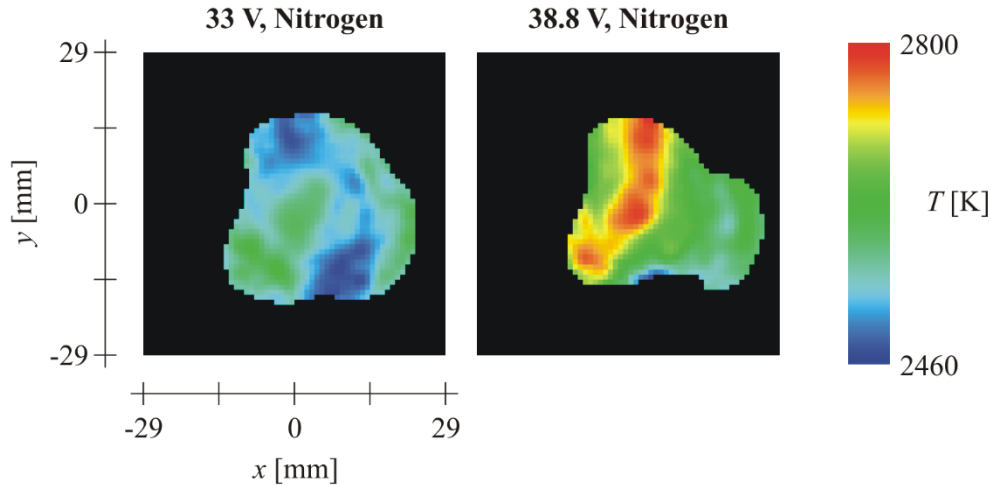 33 V, Nitrogen
38.8 V, Nitrogen
29
0
-29
y [mm]
-29
0
29
x [mm]
2800
T [K]
2460